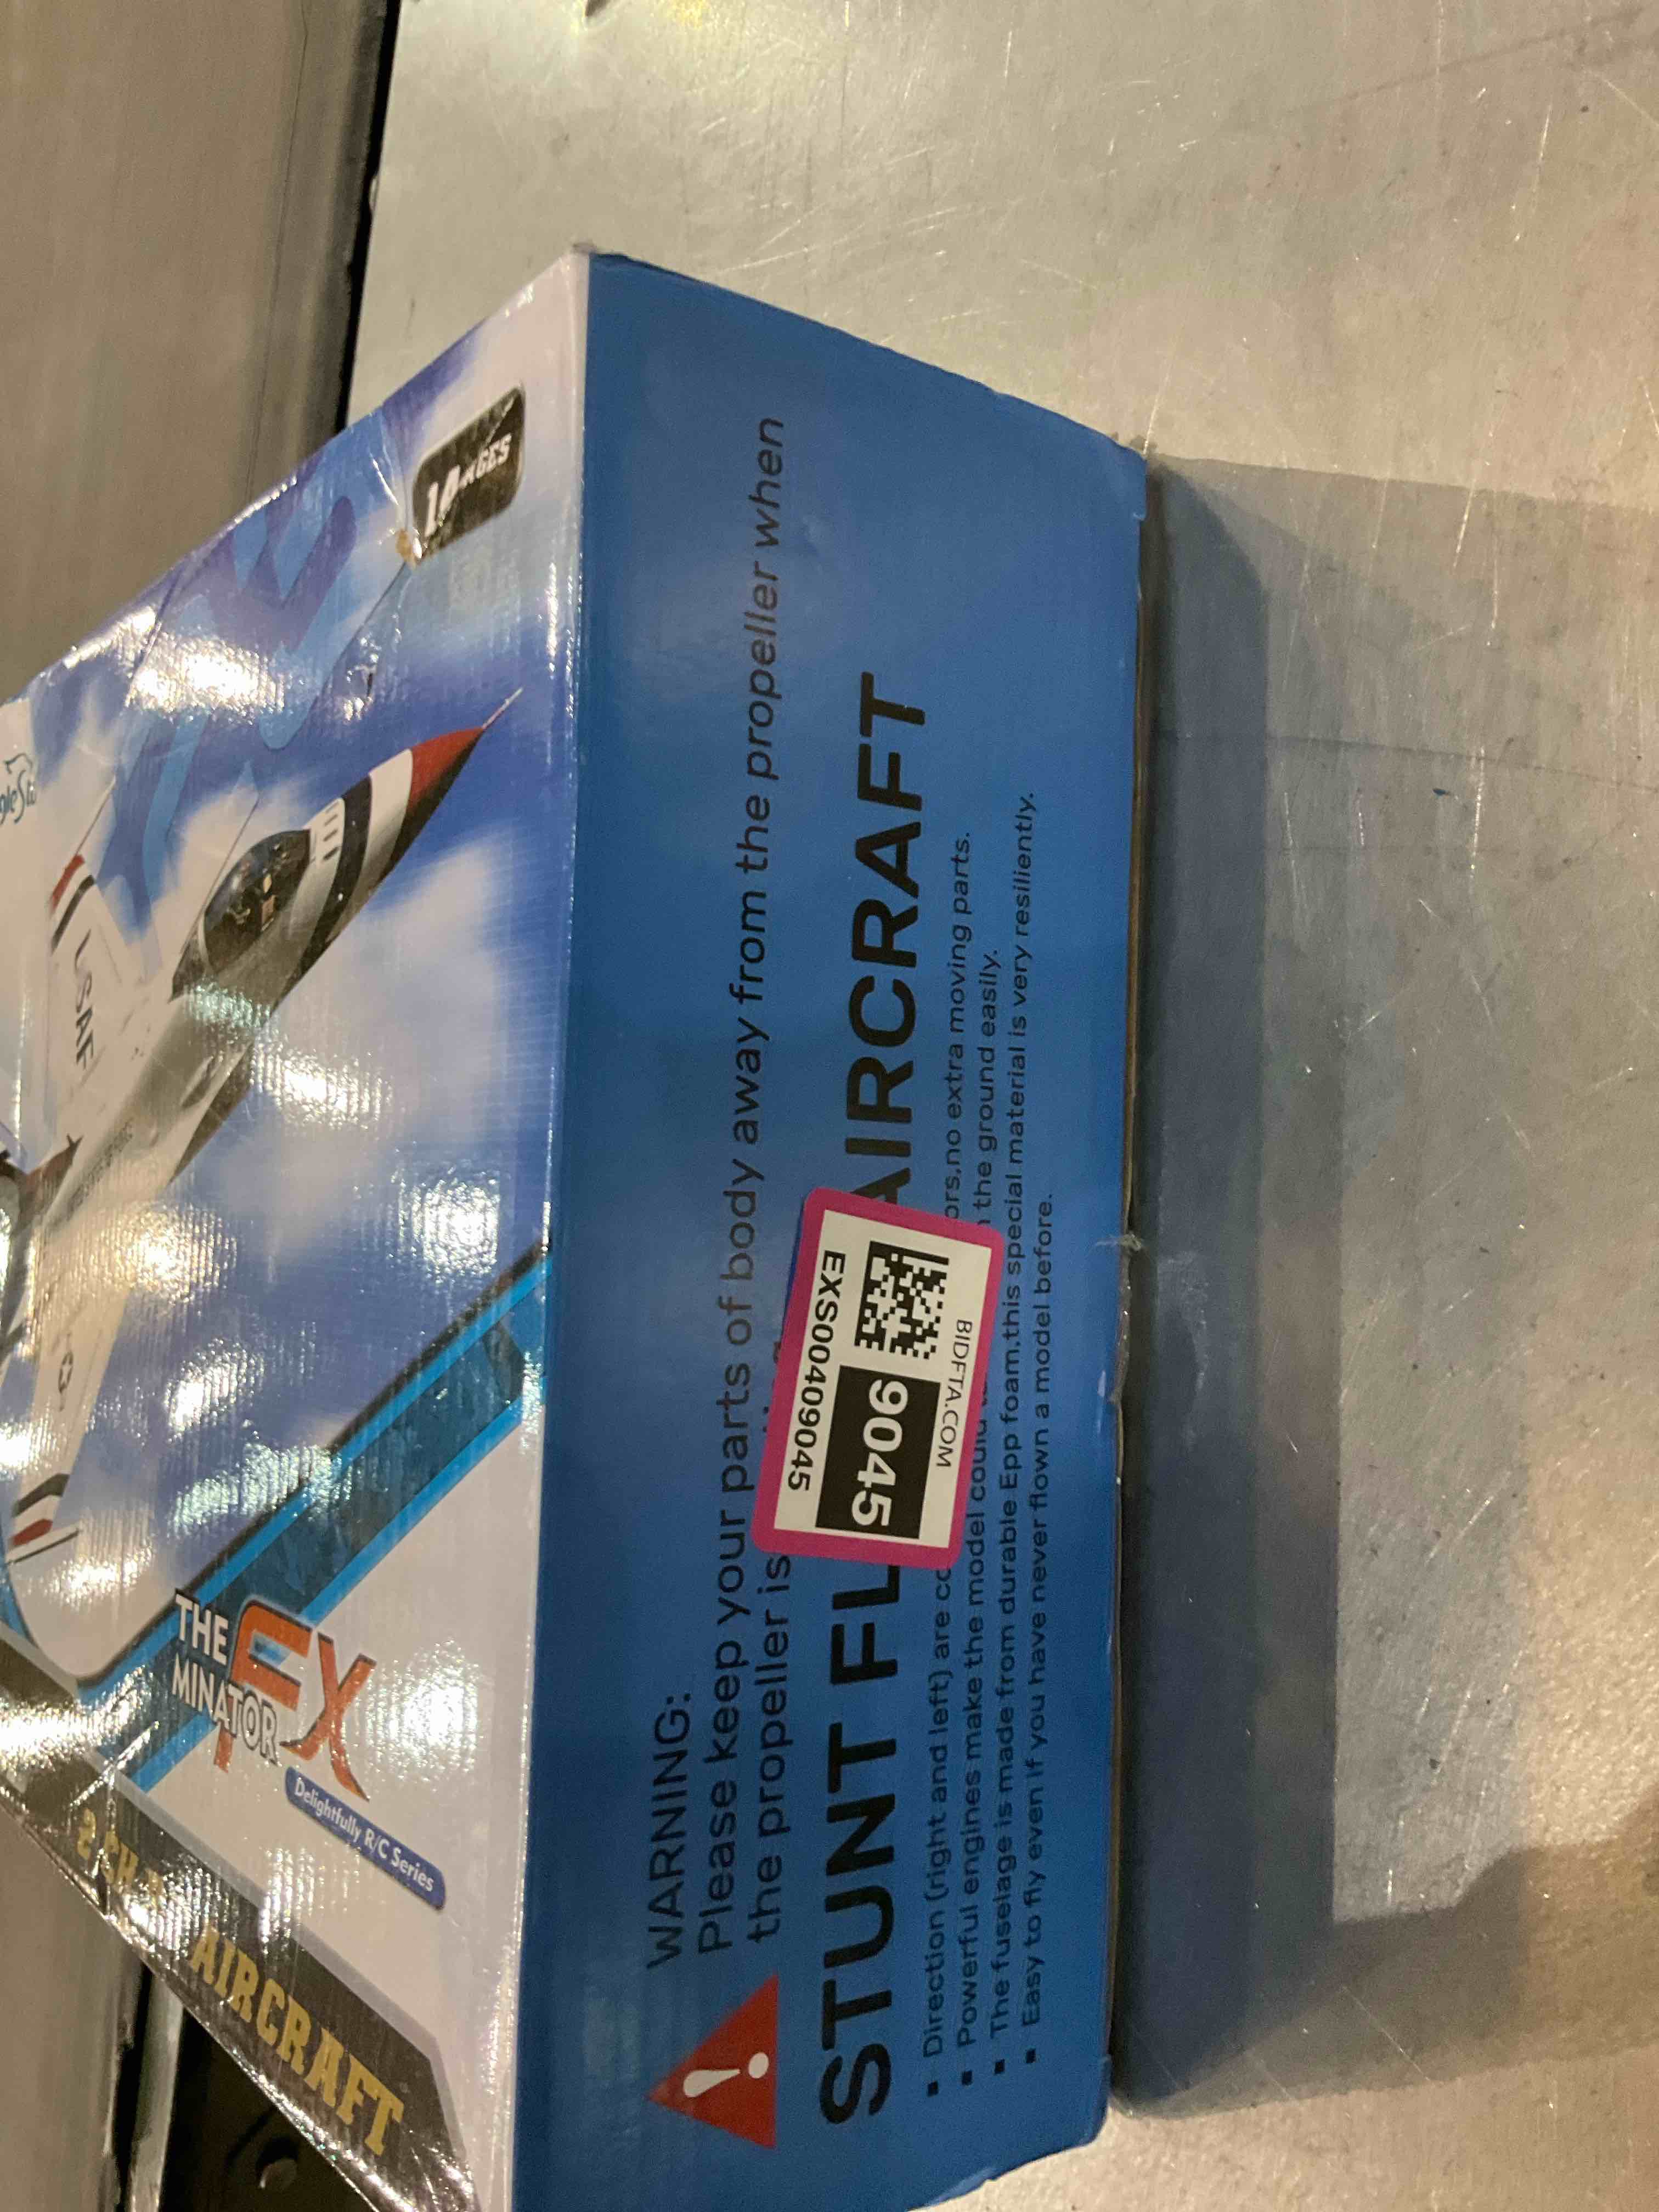 USAF
THE
MINATOR
FX
Delightfully R/C Series
AIRCRAFT
WARNING:
Please keep your parts of body away from the propeller when
the propeller is
STUNT FL AIRCRAFT
▪ Direction (right and left) are co ors,no extra moving parts.
▪ Powerful engines make the model could the ground easily.
▪ The fuselage is made from durable Epp foam.this special material is very resiliently.
▪ Easy to fly even if you have never flown a model before.
EXS00409045
9045
BIDFTA.COM